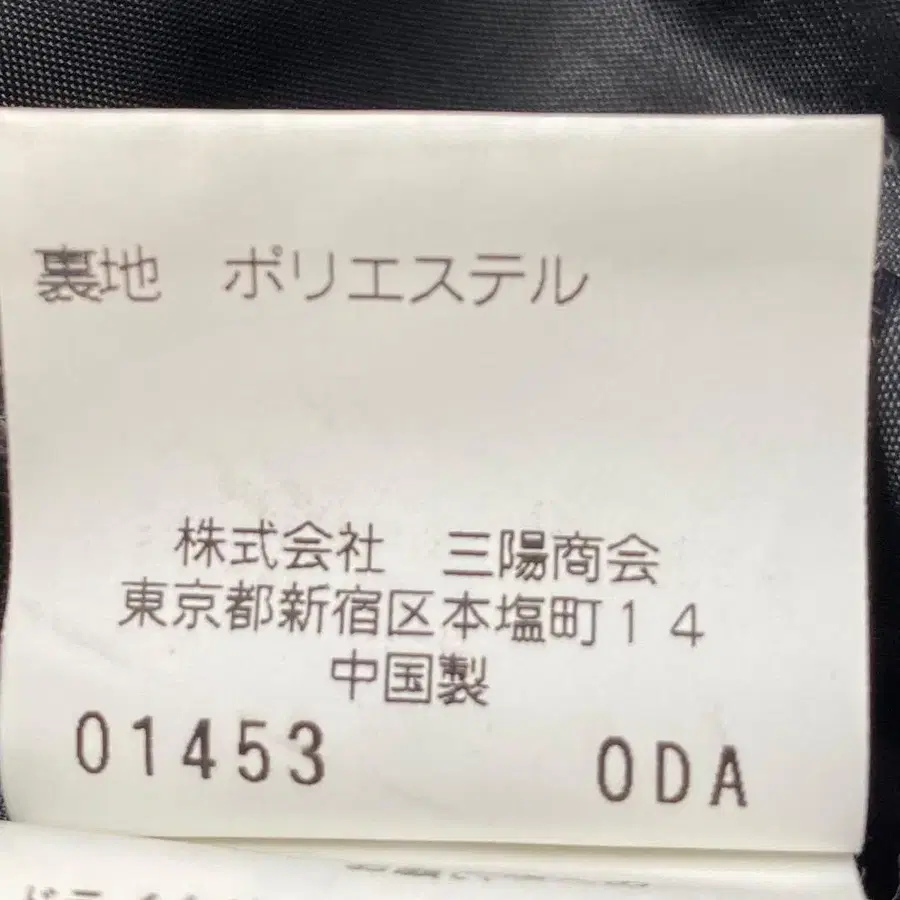 裏地　ポリエステル
株式会社　三陽商会
東京都新宿区本塩町１４
中国製
01453　0DA